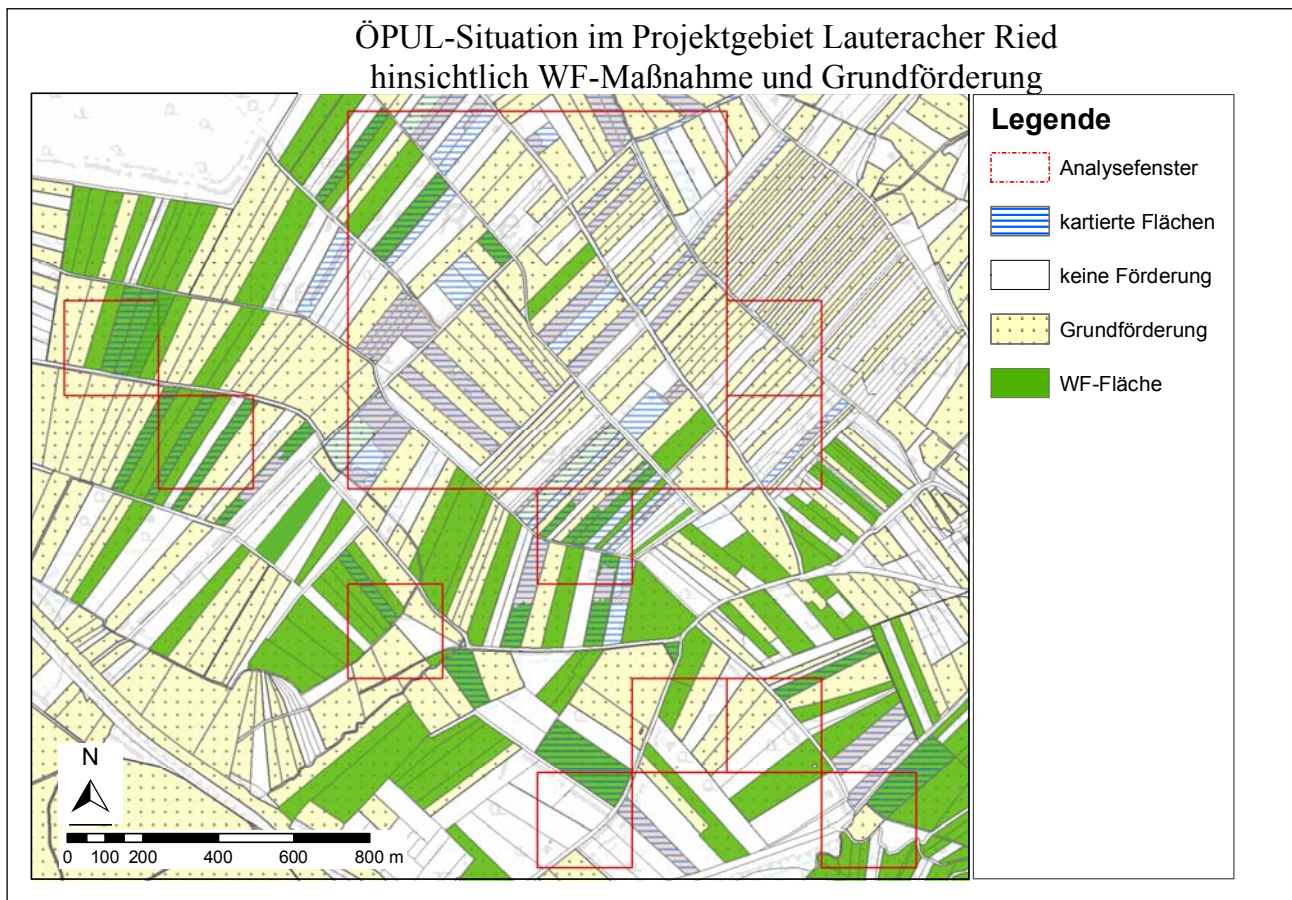 ÖPUL-Situation im Projektgebiet Lauteracher Ried
hinsichtlich WF-Maßnahme und Grundförderung
Legende
Analysefenster
kartierte Flächen
keine Förderung
Grundförderung
WF-Fläche
N
0 100 200 400 600 800 m